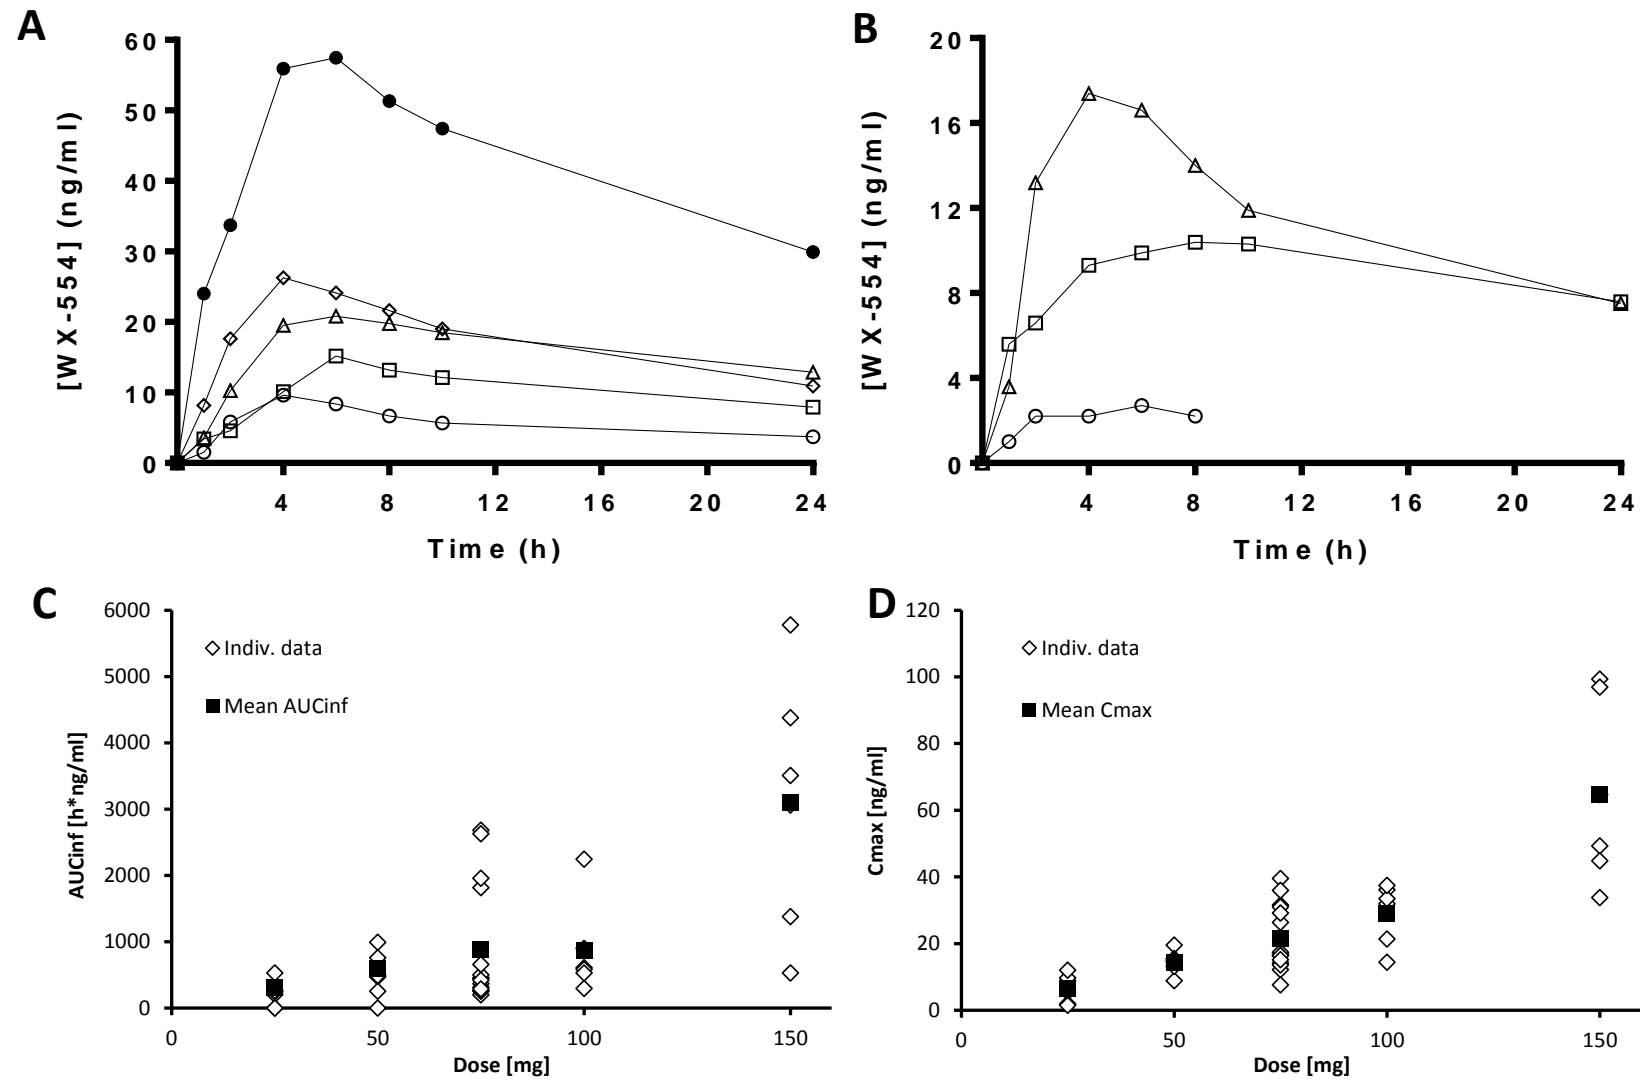 A
60
50
40
30
20
10
0
[WX-554] (ng/ml)
4 8 12 16 20 24
Time (h)
B
20
16
12
8
4
0
[WX-554] (ng/ml)
4 8 12 16 20 24
Time (h)
C
6000
5000
4000
3000
2000
1000
0
AUCinf [h*ng/ml]
Indiv. data
Mean AUCinf
0 50 100 150
Dose [mg]
D
120
100
80
60
40
20
0
Cmax [ng/ml]
Indiv. data
Mean Cmax
0 50 100 150
Dose [mg]